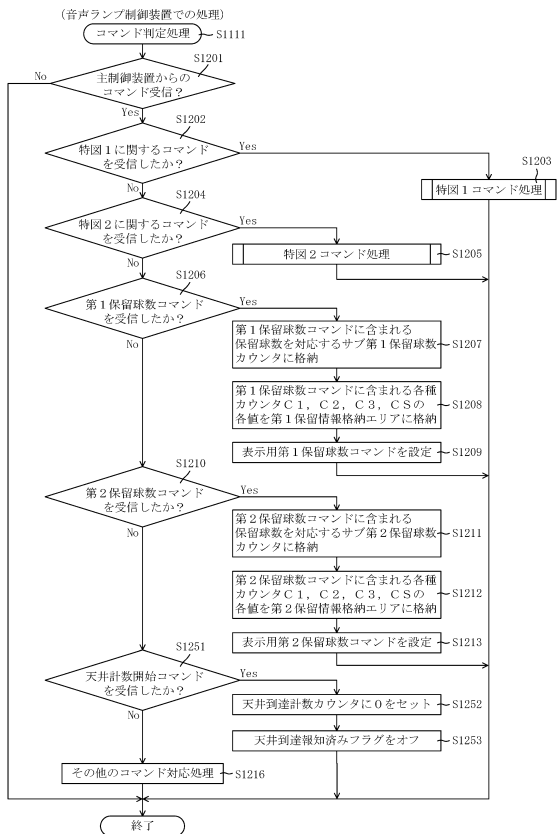 (音声ランプ制御装置での処理)
コマンド判定処理
S1111
S1201
主制御装置からの
コマンド受信？
No
Yes
S1202
特図１に関するコマンド
を受信したか？
Yes
No
S1203
特図１コマンド処理
S1204
特図２に関するコマンド
を受信したか？
Yes
No
特図２コマンド処理
S1205
S1206
第１保留球数コマンド
を受信したか？
Yes
No
第１保留球数コマンドに含まれる
保留球数を対応するサブ第１保留球数
カウンタに格納
S1207
第１保留球数コマンドに含まれる各種
カウンタＣ１，Ｃ２，Ｃ３，ＣＳの
各値を第１保留情報格納エリアに格納
S1208
表示用第１保留球数コマンドを設定
S1209
S1210
第２保留球数コマンド
を受信したか？
Yes
No
第２保留球数コマンドに含まれる
保留球数を対応するサブ第２保留球数
カウンタに格納
S1211
第２保留球数コマンドに含まれる各種
カウンタＣ１，Ｃ２，Ｃ３，ＣＳの
各値を第２保留情報格納エリアに格納
S1212
表示用第２保留球数コマンドを設定
S1213
S1251
天井計数開始コマンド
を受信したか？
Yes
No
天井到達計数カウンタに０をセット
S1252
天井到達報知済みフラグをオフ
S1253
その他のコマンド対応処理
S1216
終了